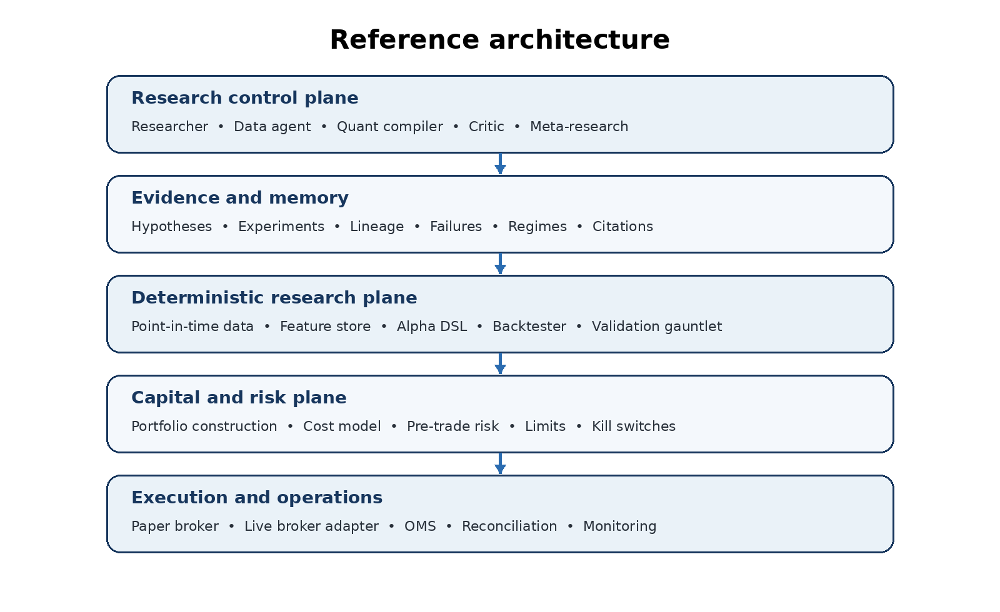 Reference architecture
Research control plane
Researcher • Data agent • Quant compiler • Critic • Meta-research
Evidence and memory
Hypotheses • Experiments • Lineage • Failures • Regimes • Citations
Deterministic research plane
Point-in-time data • Feature store • Alpha DSL • Backtester • Validation gauntlet
Capital and risk plane
Portfolio construction • Cost model • Pre-trade risk • Limits • Kill switches
Execution and operations
Paper broker • Live broker adapter • OMS • Reconciliation • Monitoring